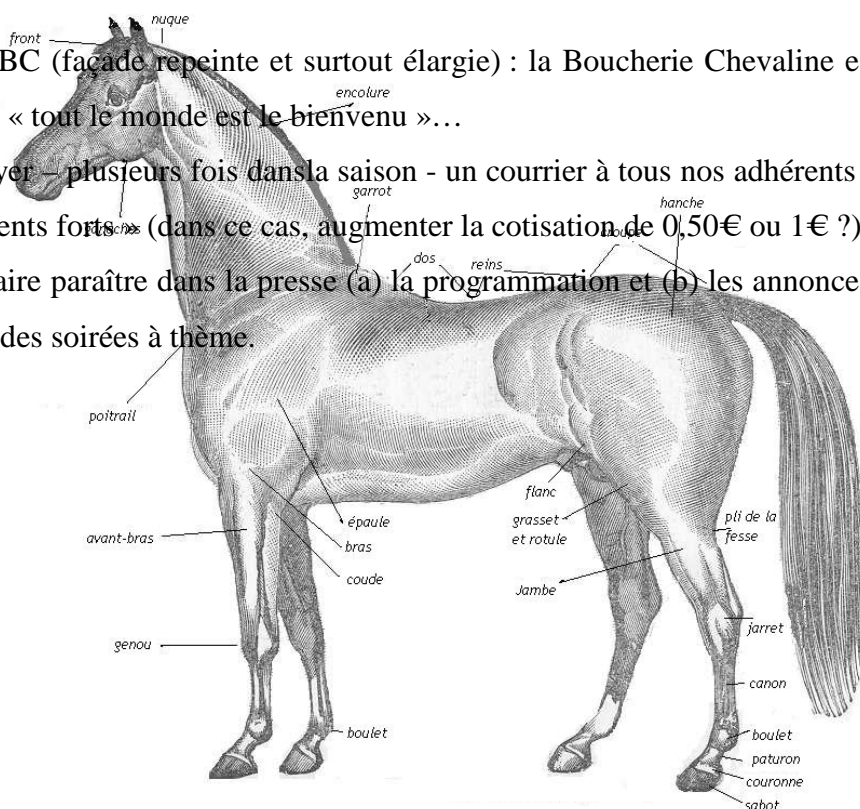 nuque
front
BC (façade repeinte et surtout élargie) : la Boucherie Chevaline e
encolure
« tout le monde est le bienvenu »…
yer – plusieurs fois dansla saison - un courrier à tous nos adhérents
garrot
hanche
ents forts » (dans ce cas, augmenter la cotisation de 0,50€ ou 1€ ?)
ganaches
croupe
dos
reins
aire paraître dans la presse (a) la programmation et (b) les annonce
des soirées à thème.
poitrail
flanc
épaule
grasset
et rotule
pli de la
fesse
avant-bras
bras
coude
Jambe
jarret
genou
canon
boulet
boulet
paturon
couronne
sabot